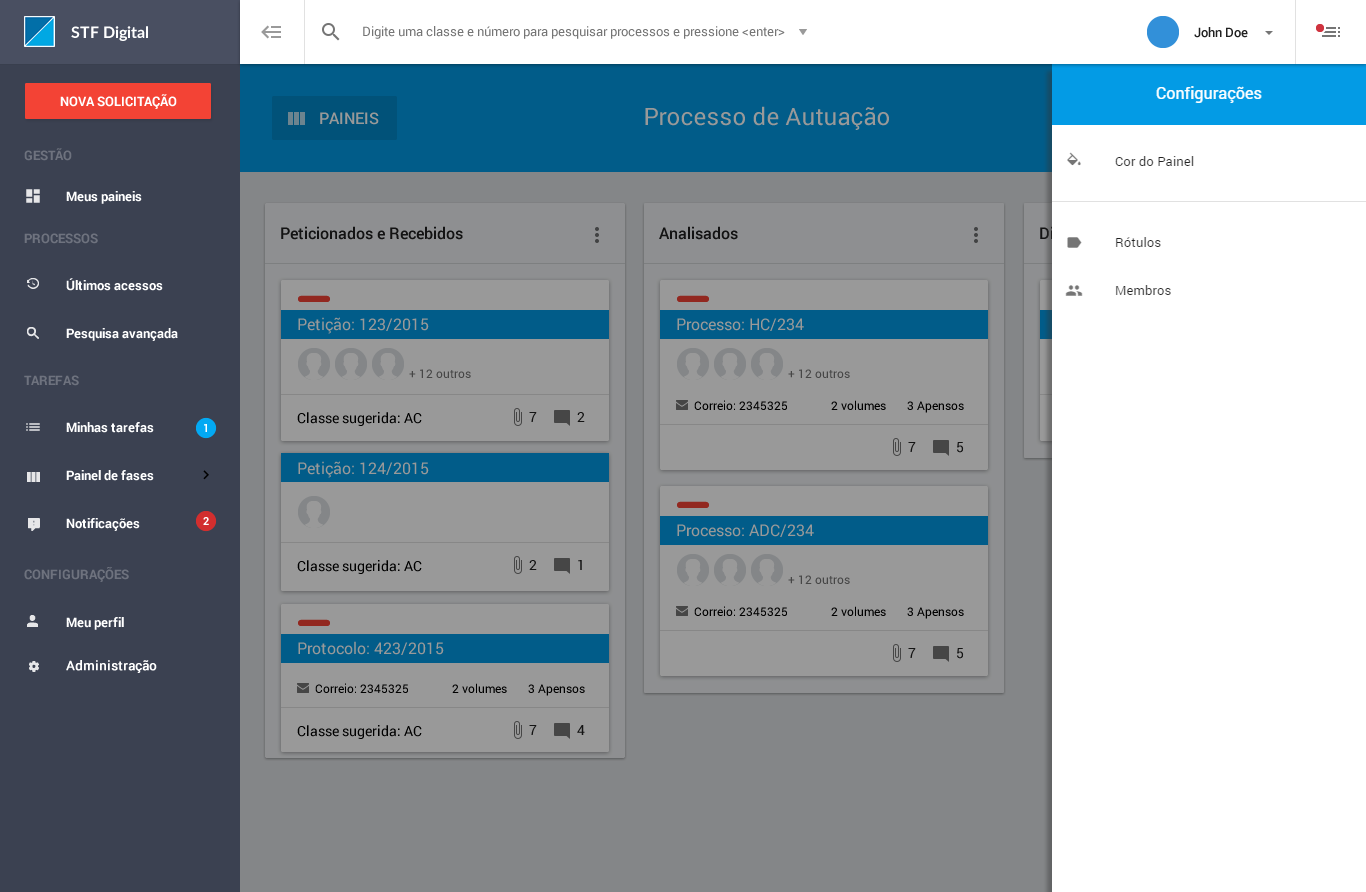 STF Digital
Digite uma classe e número para pesquisar processos e pressione <enter>
John Doe
NOVA SOLICITAÇÃO
GESTÃO
Meus paineis
PROCESSOS
Últimos acessos
Pesquisa avançada
TAREFAS
Minhas tarefas 1
Painel de fases
Notificações 2
CONFIGURAÇÕES
Meu perfil
Administração
PAINEIS
Processo de Autuação
Peticionados e Recebidos
Petição: 123/2015
+ 12 outros
Classe sugerida: AC 7 2
Petição: 124/2015
Classe sugerida: AC 2 1
Protocolo: 423/2015
Correio: 2345325 2 volumes 3 Apensos
Classe sugerida: AC 7 4
Analisados
Processo: HC/234
+ 12 outros
Correio: 2345325 2 volumes 3 Apensos
7 5
Processo: ADC/234
+ 12 outros
Correio: 2345325 2 volumes 3 Apensos
7 5
Configurações
Cor do Painel
Rótulos
Membros